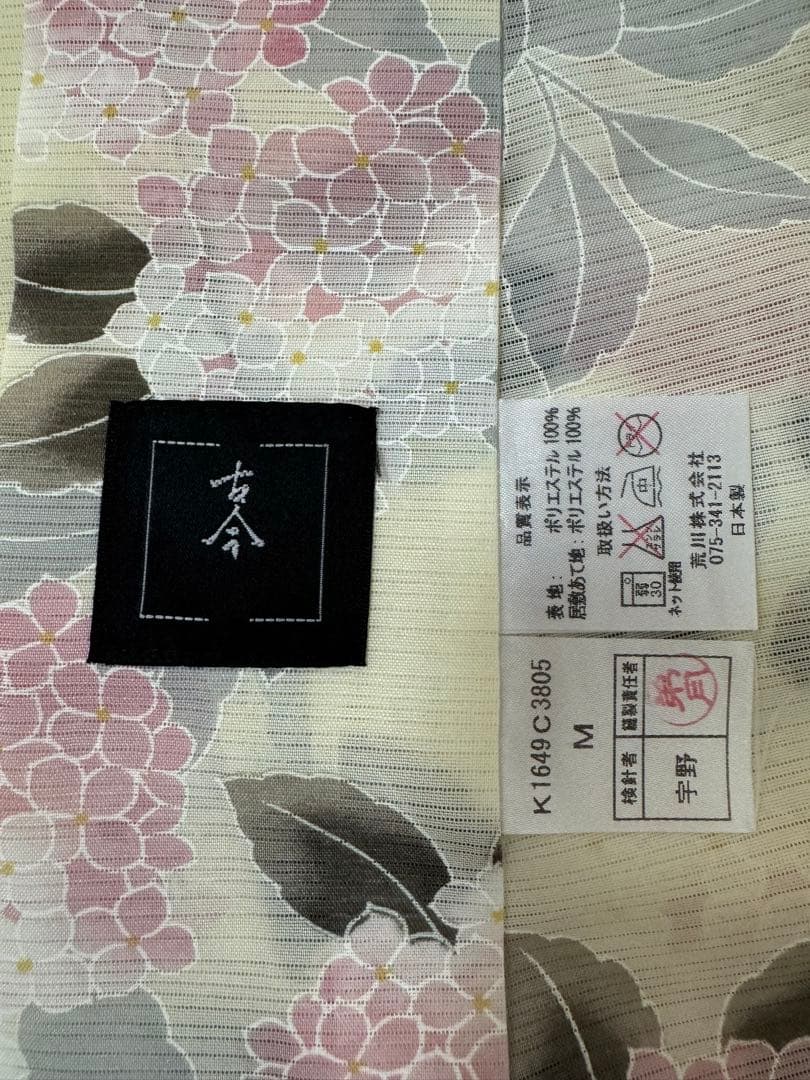 古今
品質表示
表地: ポリエステル 100%
居敷あて地: ポリエステル 100%
取扱い方法
中
弱
30
ネット使用
荒川株式会社
075-341-2113
日本製
K1649C3805
M
検針者
縫製責任者
宇野